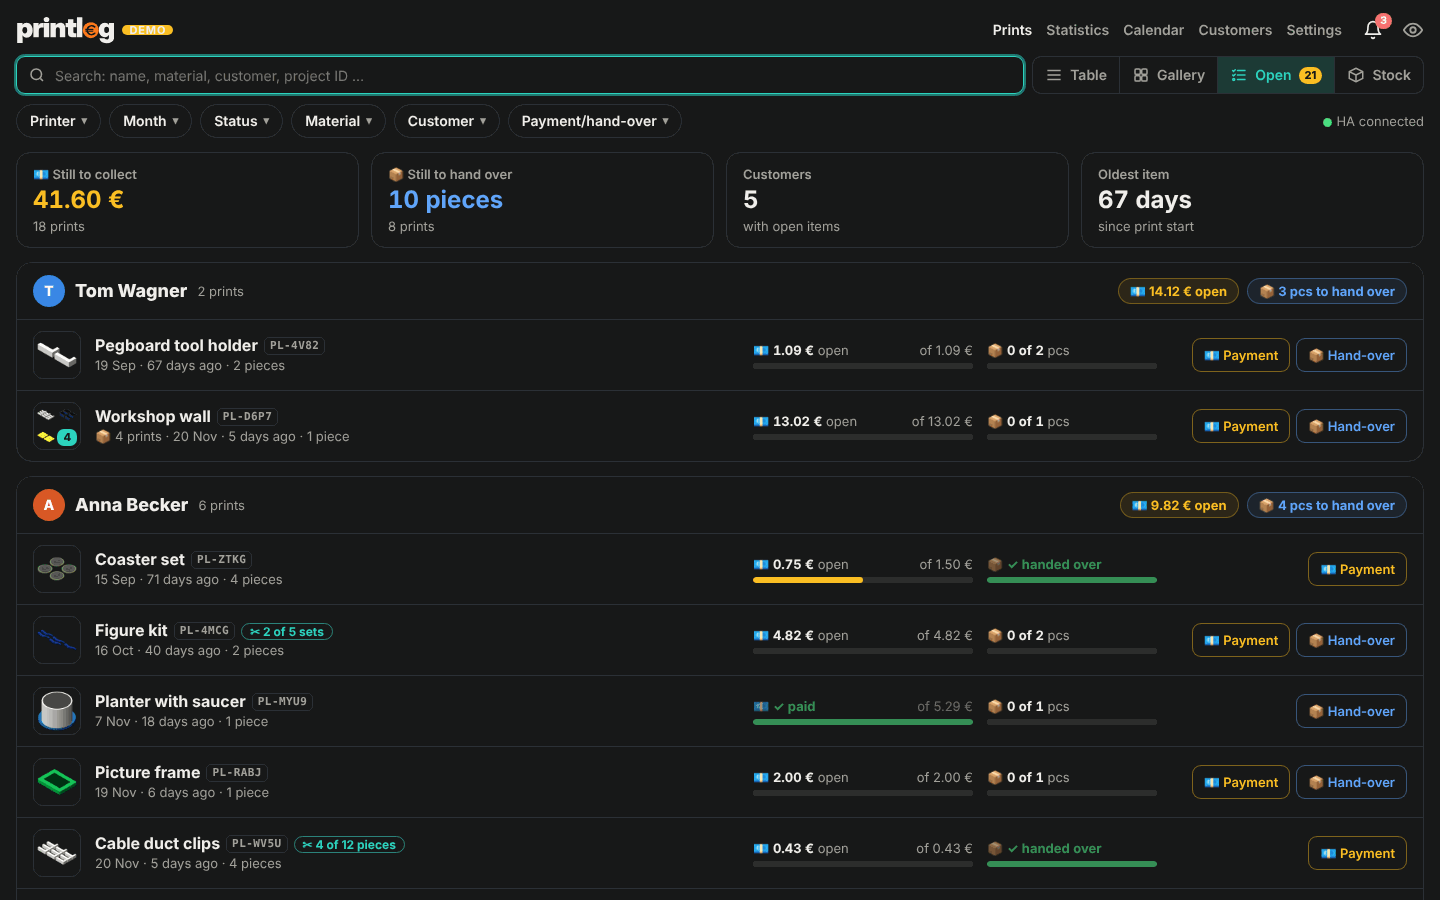 printlog DEMO
Prints Statistics Calendar Customers Settings 3
Search: name, material, customer, project ID ...
Table Gallery Open 21 Stock
Printer ▾ Month ▾ Status ▾ Material ▾ Customer ▾ Payment/hand-over ▾
HA connected
Still to collect
41.60 €
18 prints
Still to hand over
10 pieces
8 prints
Customers
5
with open items
Oldest item
67 days
since print start
T Tom Wagner 2 prints 14.12 € open 3 pcs to hand over
Pegboard tool holder PL-4V82
19 Sep · 67 days ago · 2 pieces
1.09 € open of 1.09 € 0 of 2 pcs Payment Hand-over
4
Workshop wall PL-D6P7
4 prints · 20 Nov · 5 days ago · 1 piece
13.02 € open of 13.02 € 0 of 1 pcs Payment Hand-over
A Anna Becker 6 prints 9.82 € open 4 pcs to hand over
Coaster set PL-ZTKG
15 Sep · 71 days ago · 4 pieces
0.75 € open of 1.50 € ✓ handed over Payment
Figure kit PL-4MCG ✂ 2 of 5 sets
16 Oct · 40 days ago · 2 pieces
4.82 € open of 4.82 € 0 of 2 pcs Payment Hand-over
Planter with saucer PL-MYU9
7 Nov · 18 days ago · 1 piece
✓ paid of 5.29 € 0 of 1 pcs Hand-over
Picture frame PL-RABJ
19 Nov · 6 days ago · 1 piece
2.00 € open of 2.00 € 0 of 1 pcs Payment Hand-over
Cable duct clips PL-WV5U ✂ 4 of 12 pieces
20 Nov · 5 days ago · 4 pieces
0.43 € open of 0.43 € ✓ handed over Payment